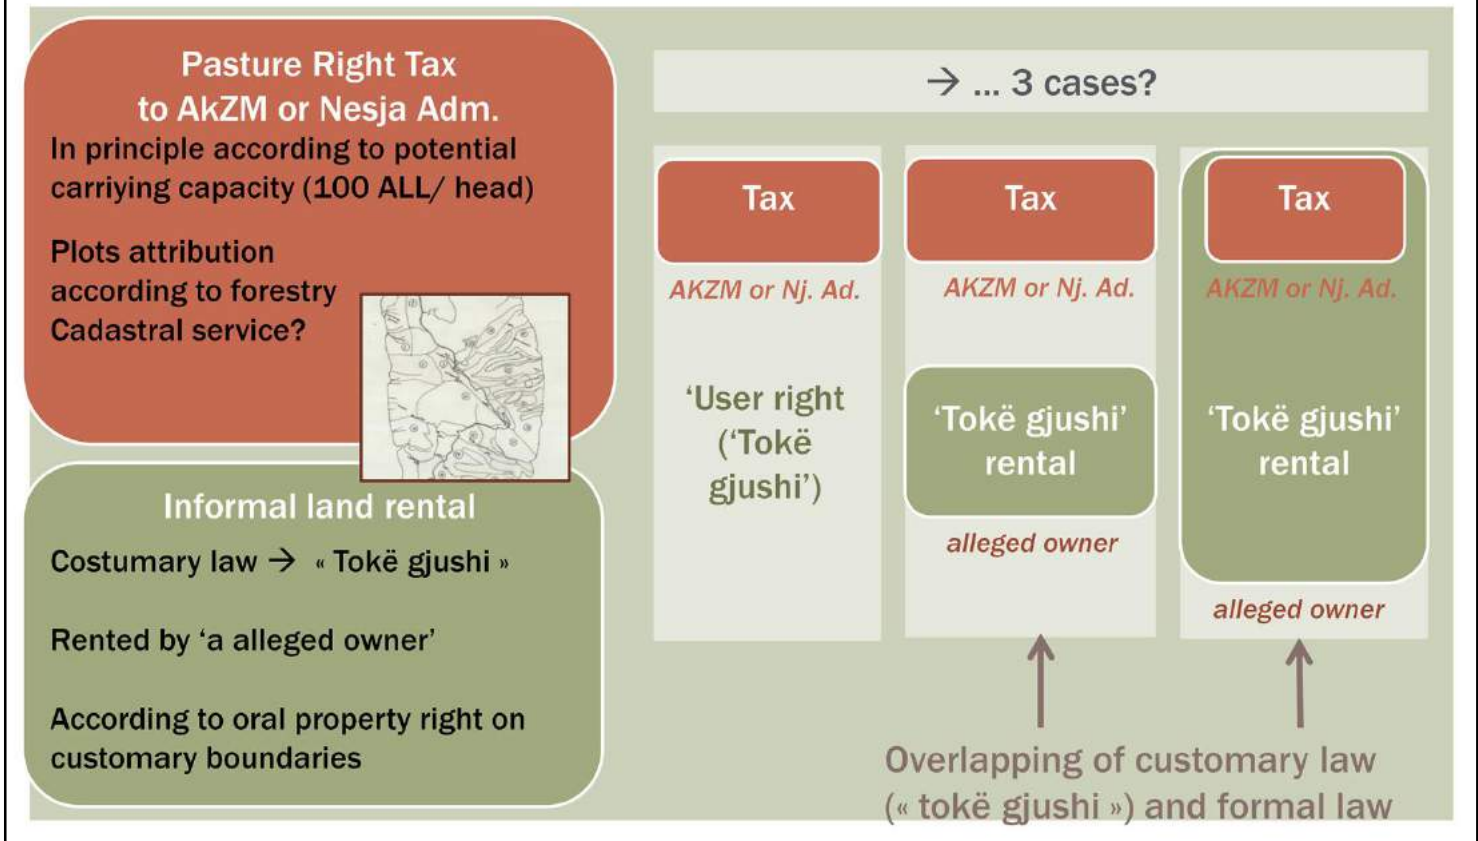 Pasture Right Tax
to AkZM or Nesja Adm.
In principle according to potential
carriying capacity (100 ALL/ head)
Plots attribution
according to forestry
Cadastral service?
Informal land rental
Costumary law → « Tokë gjushi »
Rented by ‘a alleged owner’
According to oral property right on
customary boundaries
→ ... 3 cases?
Tax
AKZM or Nj. Ad.
‘User right
(‘Tokë
gjushi’)
Tax
AKZM or Nj. Ad.
‘Tokë gjushi’
rental
alleged owner
Tax
AKZM or Nj. Ad.
‘Tokë gjushi’
rental
alleged owner
Overlapping of customary law
(« tokë gjushi ») and formal law